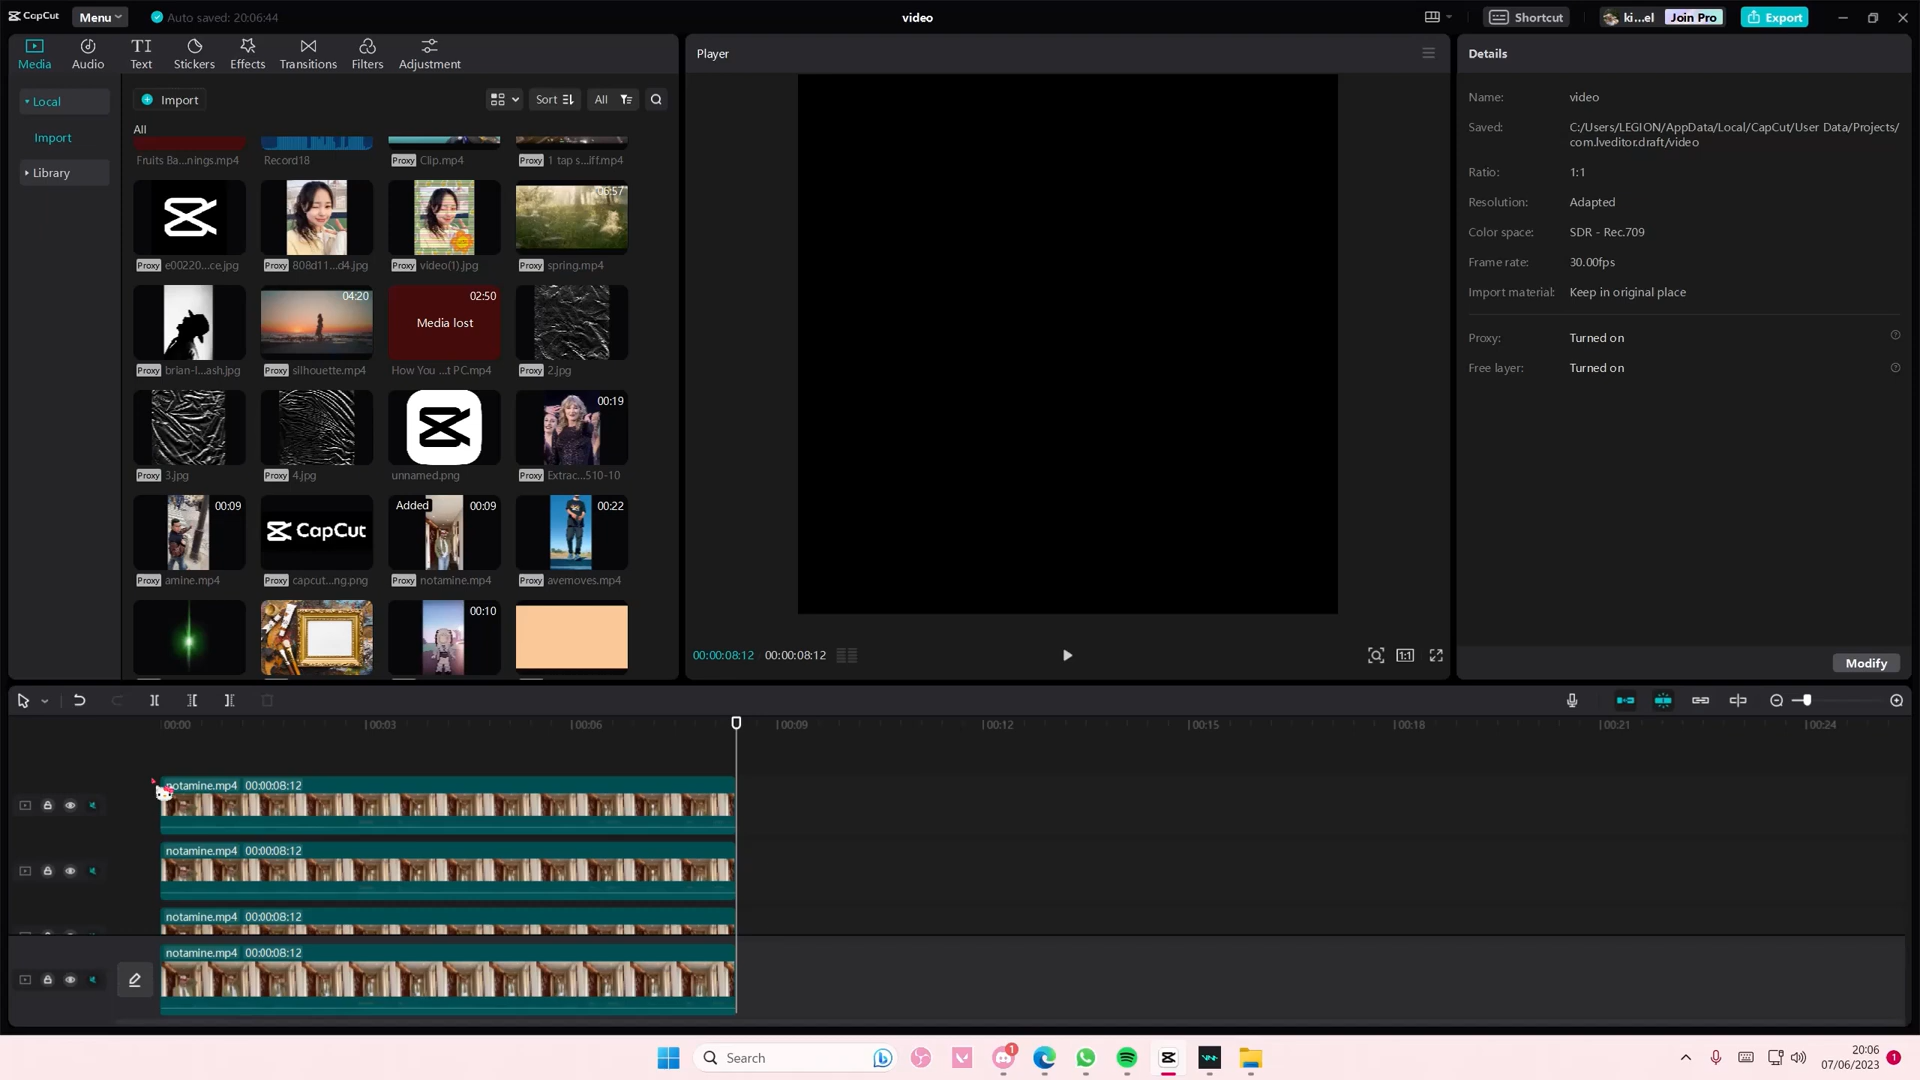 CapCut
Menu
Auto saved: 20:06:44
video
Shortcut
ki...el
Join Pro
Export
Media
Audio
Text
Stickers
Effects
Transitions
Filters
Adjustment
Player
Details
Local
Import
Library
Import
Sort
All
All
Fruits Ba...nings.mp4
Record18
Proxy Clip.mp4
Proxy 1 tap s...iff.mp4
05:57
Proxy e00220...ce.jpg
Proxy 808d11...d4.jpg
Proxy video(1).jpg
Proxy spring.mp4
04:20
Media lost
02:50
Proxy brian-l...ash.jpg
Proxy silhouette.mp4
How You ...t PC.mp4
Proxy 2.jpg
00:19
Proxy 3.jpg
Proxy 4.jpg
unnamed.png
Proxy Extrac...510-10
00:09
CapCut
Added
00:09
00:22
Proxy amine.mp4
Proxy capcut...ng.png
Proxy notamine.mp4
Proxy avemoves.mp4
00:10
Name: video
Saved: C:/Users/LEGION/AppData/Local/CapCut/User Data/Projects/
com.lveditor.draft/video
Ratio: 1:1
Resolution: Adapted
Color space: SDR - Rec.709
Frame rate: 30.00fps
Import material: Keep in original place
Proxy: Turned on
Free layer: Turned on
Modify
00:00:08:12
00:00:08:12
1:1
00:00
00:03
00:06
00:09
00:12
00:15
00:18
00:21
00:24
notamine.mp4 00:00:08:12
notamine.mp4 00:00:08:12
notamine.mp4 00:00:08:12
notamine.mp4 00:00:08:12
Search
1
20:06
07/06/2023
1